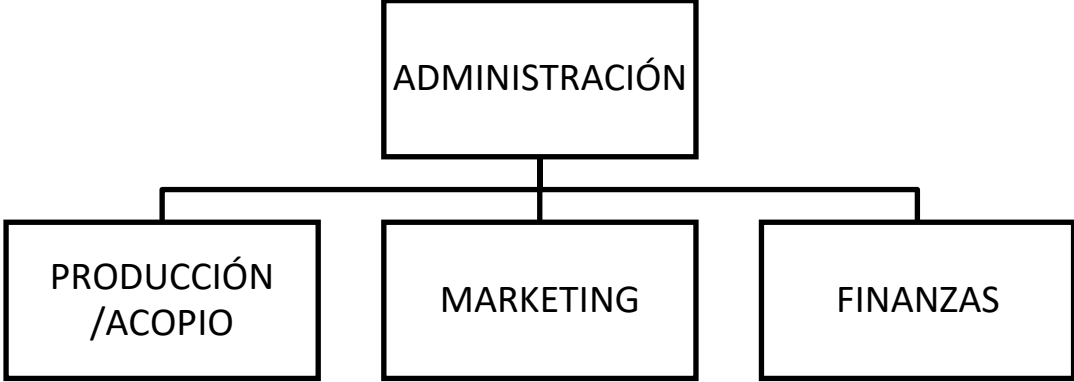 ADMINISTRACIÓN
PRODUCCIÓN
/ACOPIO
MARKETING
FINANZAS